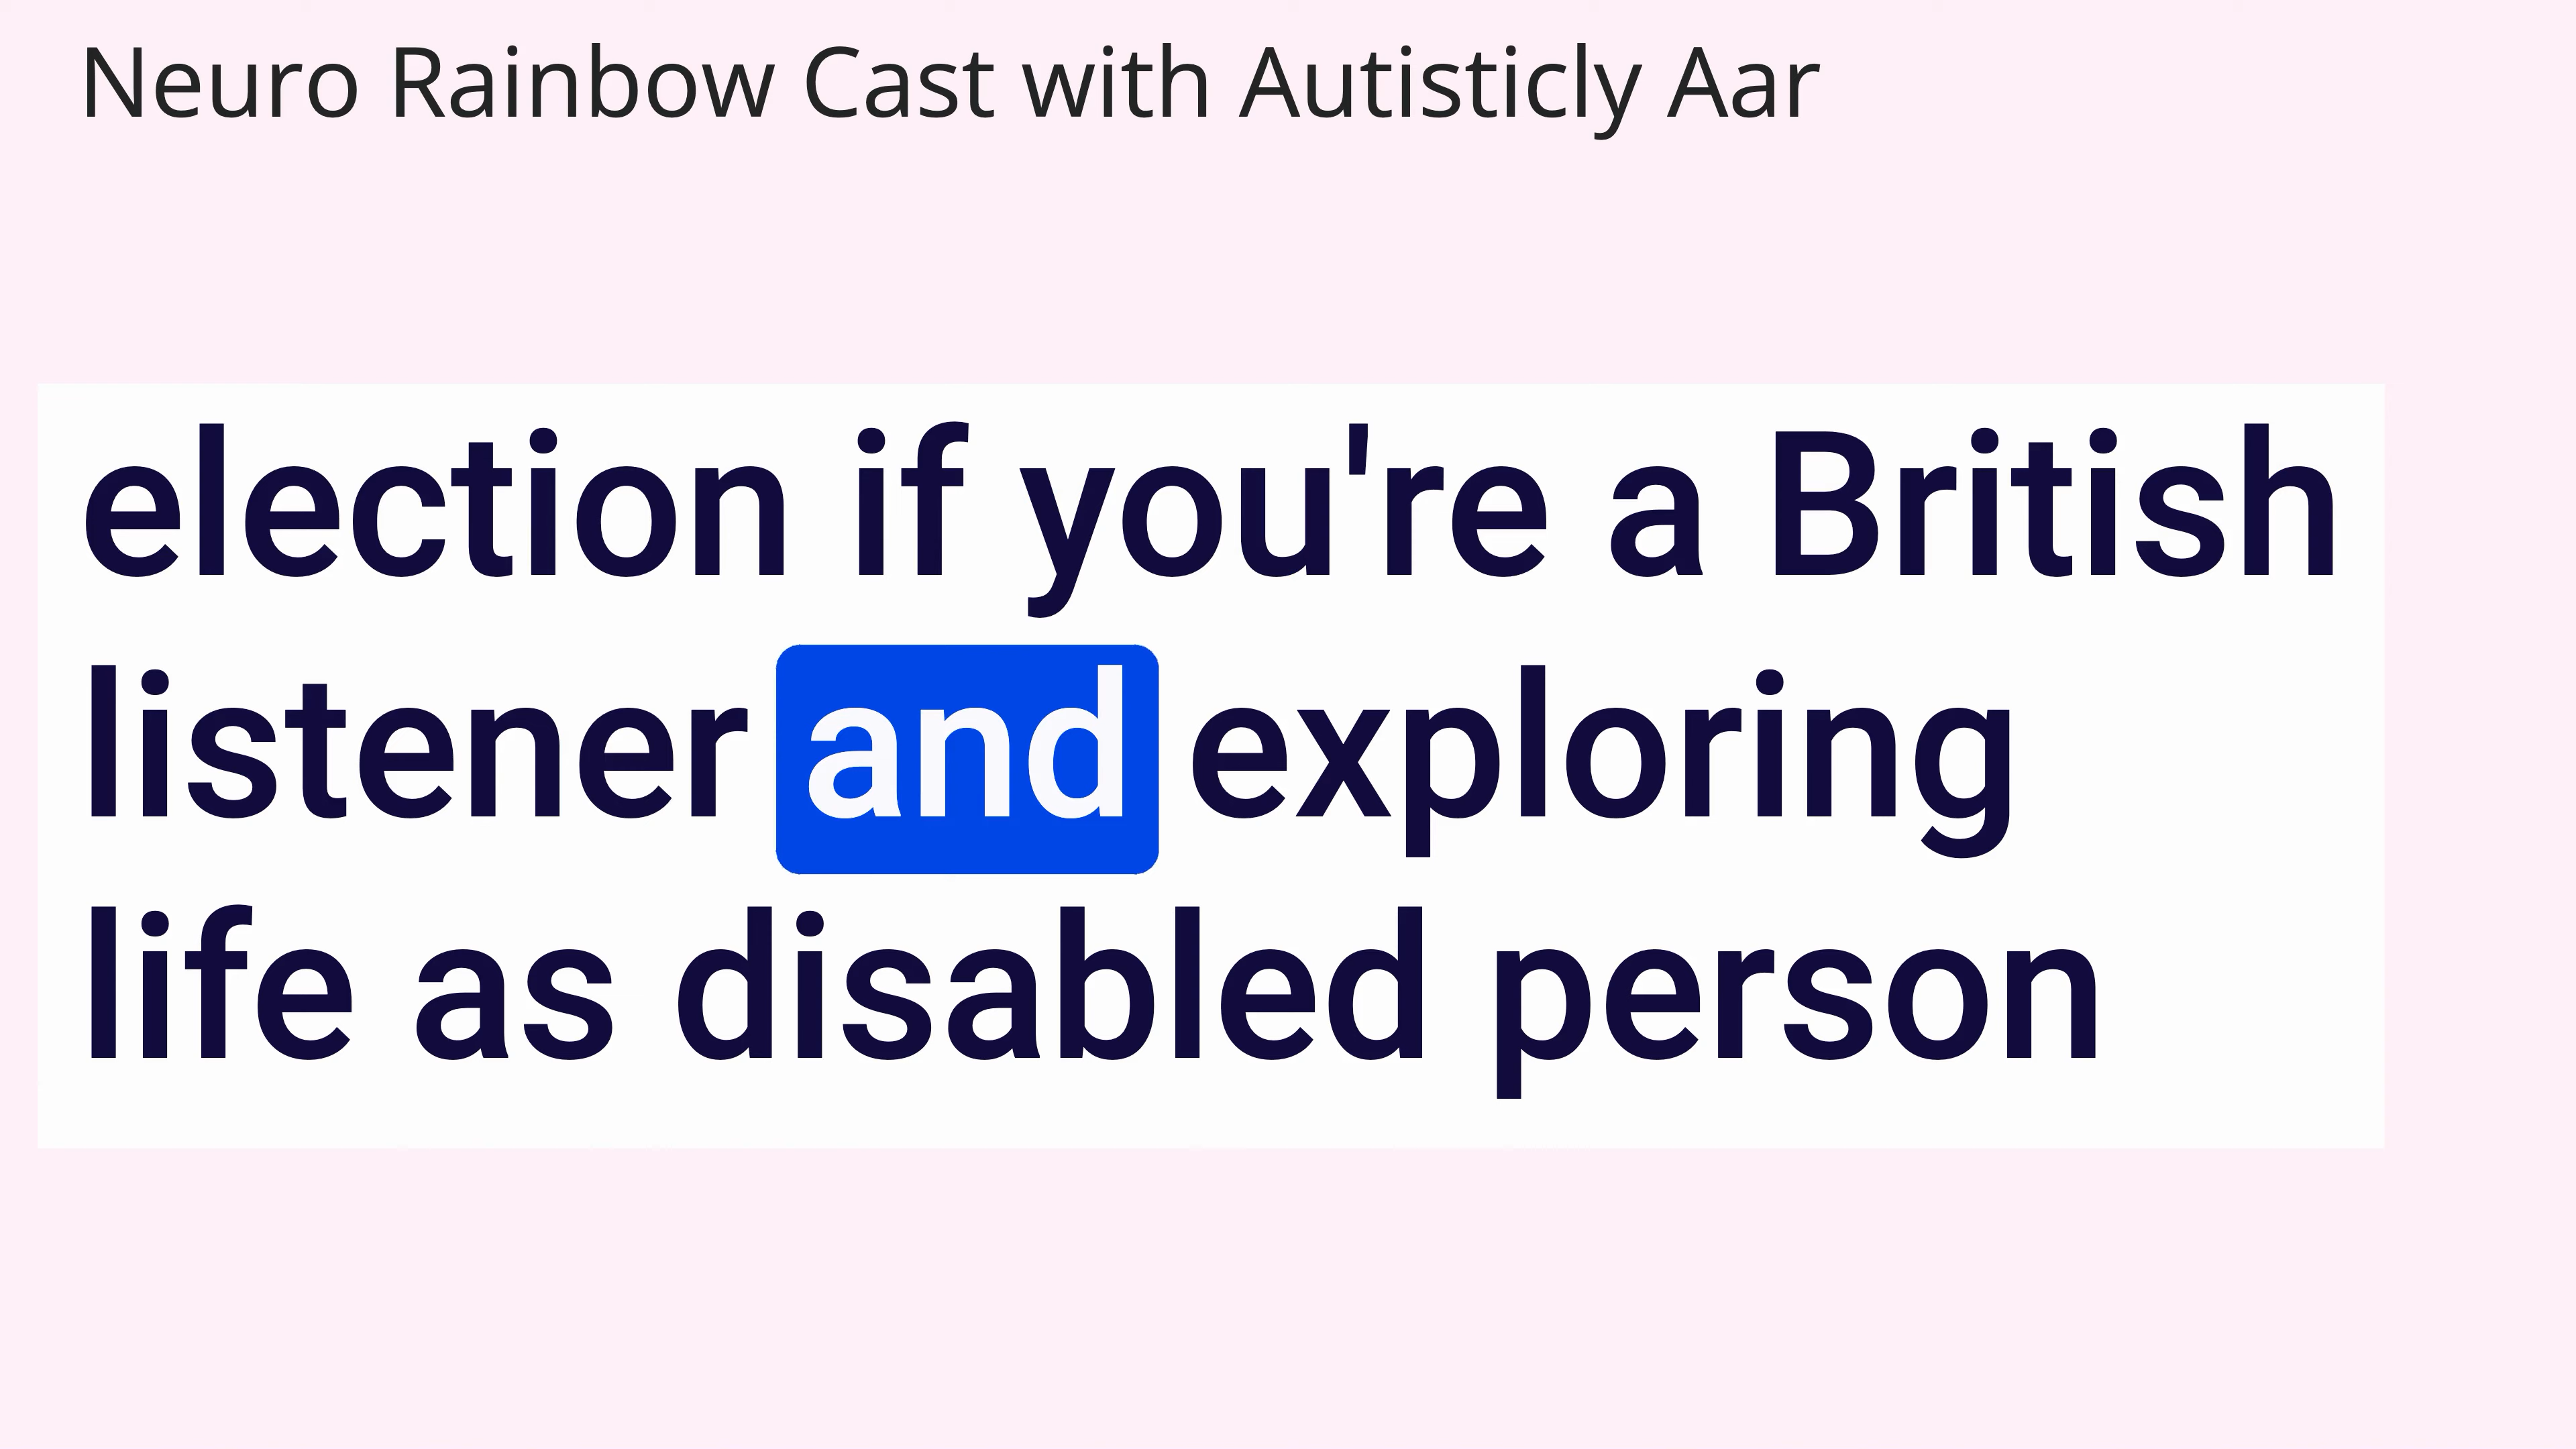 Neuro Rainbow Cast with Autisticly Aar
election if you're a British
listener and exploring
life as disabled person